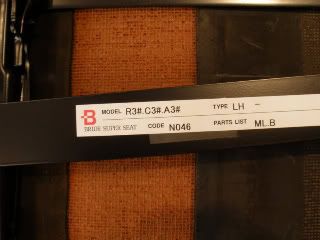 B MODEL R3#.C3#.A3# TYPE LH -
BRIDE SUPER SEAT CODE N046 PARTS LIST ML.B